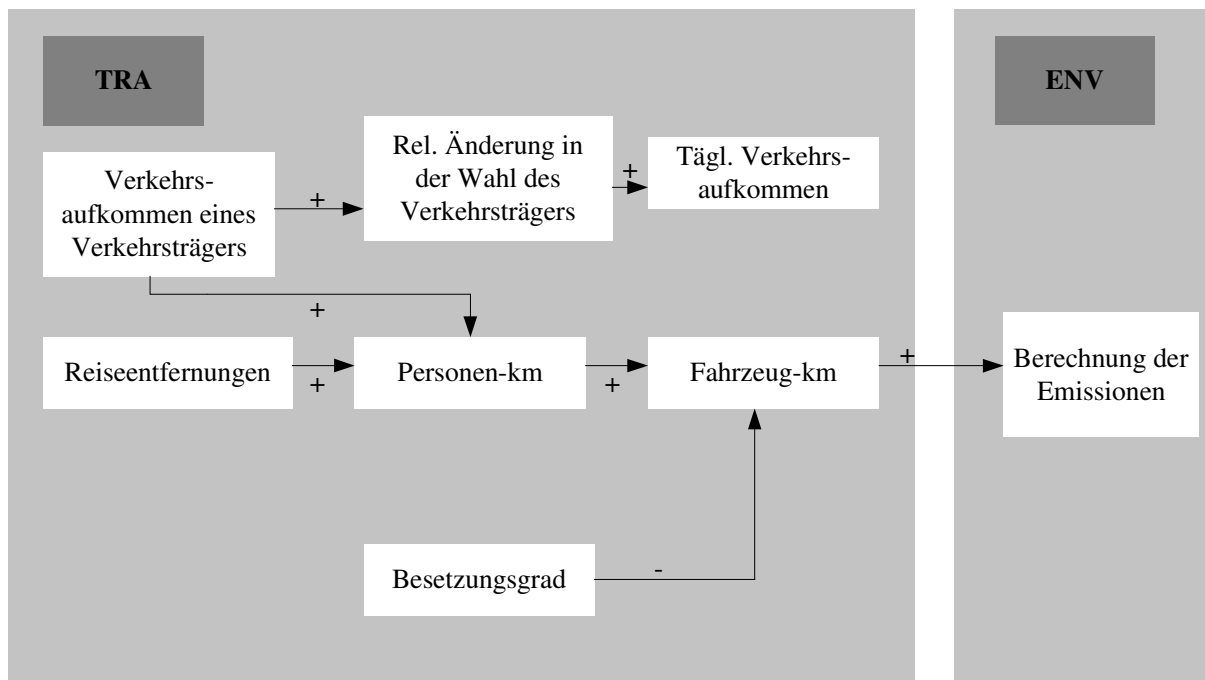 TRA
ENV
Verkehrs-
aufkommen eines
Verkehrsträgers
+
Rel. Änderung in
der Wahl des
Verkehrsträgers
+
Tägl. Verkehrs-
aufkommen
+
Reiseentfernungen
+
Personen-km
+
Fahrzeug-km
+
Berechnung der
Emissionen
Besetzungsgrad
-